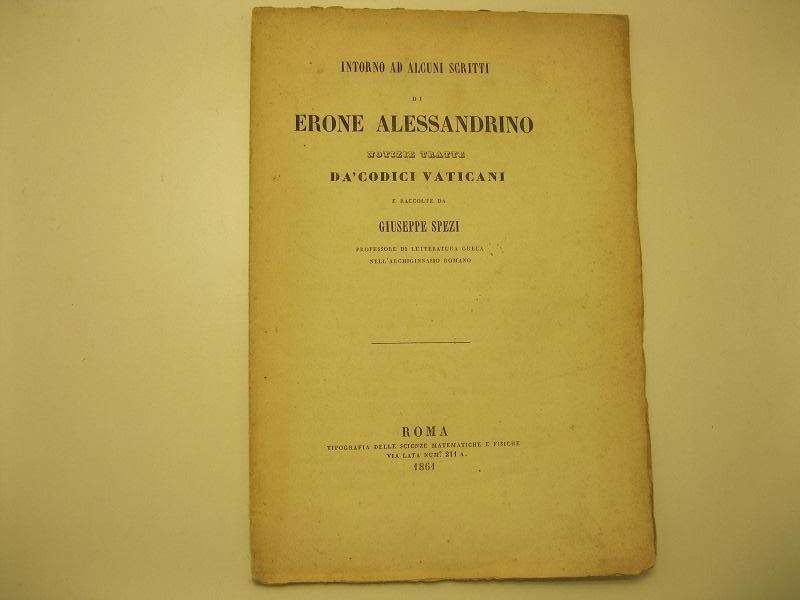 INTORNO AD ALCUNI SCRITTI
DI
ERONE ALESSANDRINO
NOTIZIE TRATTE
DA'CODICI VATICANI
E RACCOLTE DA
GIUSEPPE SPEZI
PROFESSORE DI LETTERATURA GRECA
NELL'ARCHIGINNASIO ROMANO
ROMA
TIPOGRAFIA DELLE SCIENZE MATEMATICHE E FISICHE
VIA LATA NUM.° 211 A.
1861